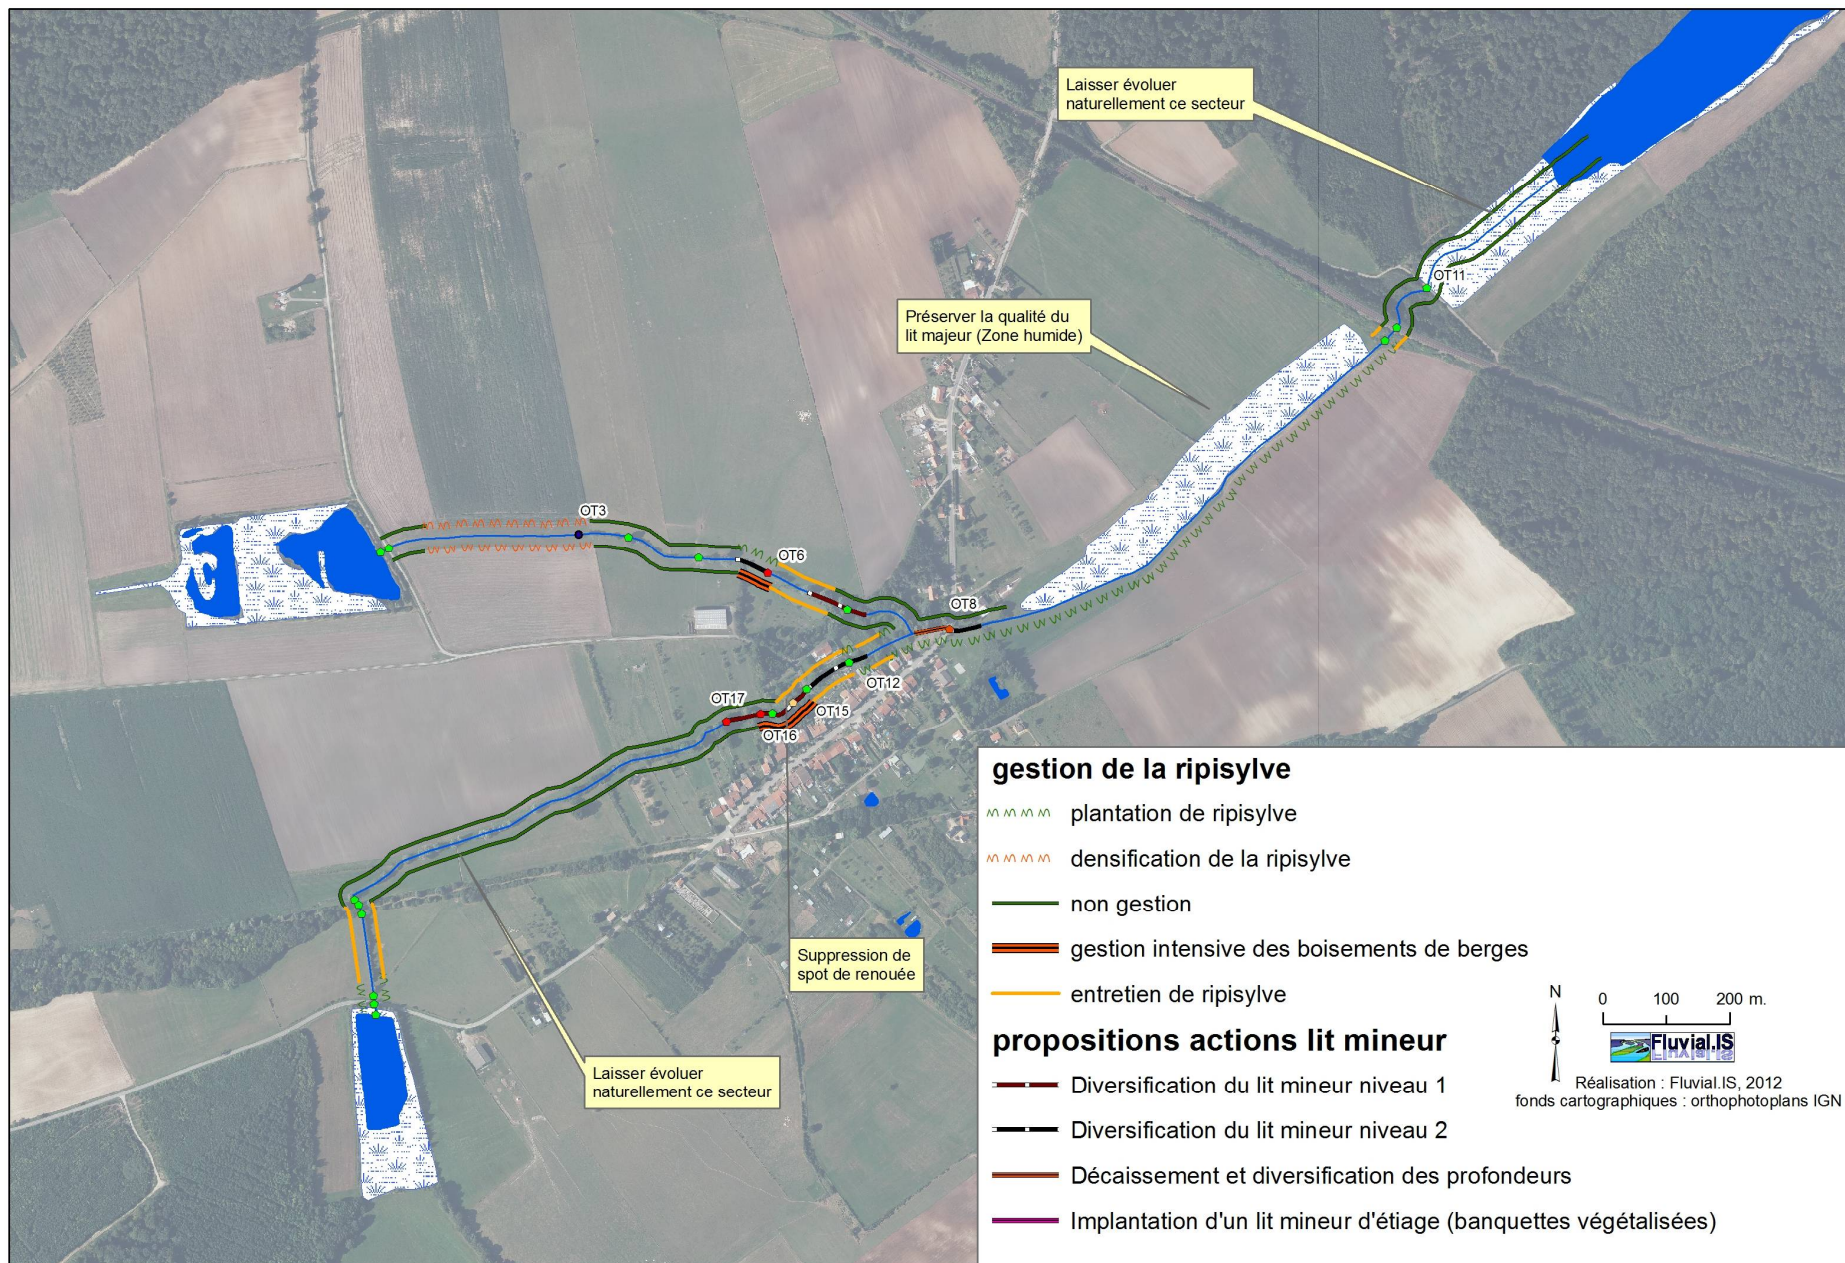 Laisser évoluer
naturellement ce secteur
OT11
Préserver la qualité du
lit majeur (Zone humide)
OT3
OT6
OT8
OT12
OT17
OT15
OT16
Suppression de
spot de renouée
Laisser évoluer
naturellement ce secteur
gestion de la ripisylve
plantation de ripisylve
densification de la ripisylve
non gestion
gestion intensive des boisements de berges
entretien de ripisylve
propositions actions lit mineur
Diversification du lit mineur niveau 1
Diversification du lit mineur niveau 2
Décaissement et diversification des profondeurs
Implantation d'un lit mineur d'étiage (banquettes végétalisées)
N
0 100 200 m.
Fluvial.IS
Réalisation : Fluvial.IS, 2012
fonds cartographiques : orthophotoplans IGN